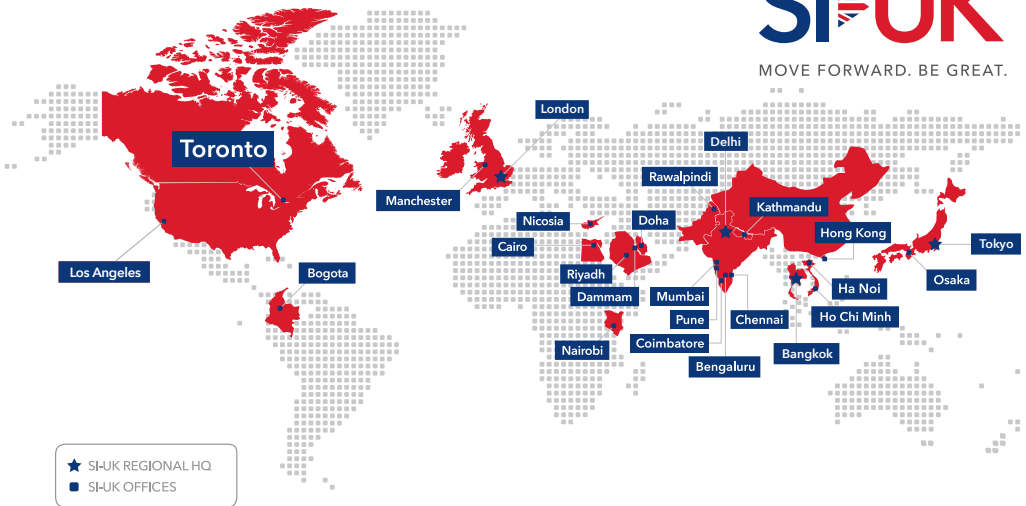 SI-UK
MOVE FORWARD. BE GREAT.
London
Toronto
Delhi
Rawalpindi
Manchester
Kathmandu
Nicosia
Doha
Hong Kong
Cairo
Tokyo
Los Angeles
Bogota
Riyadh
Osaka
Dammam
Mumbai
Ha Noi
Pune
Chennai
Ho Chi Minh
Coimbatore
Nairobi
Bangkok
Bengaluru
SI-UK REGIONAL HQ
SI-UK OFFICES